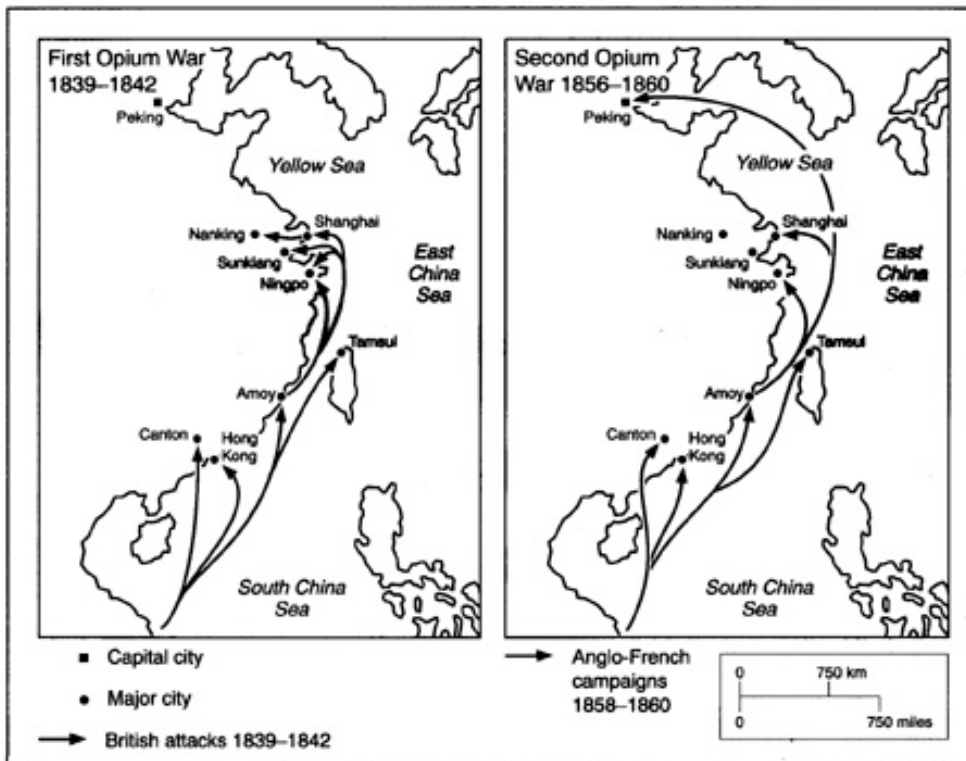 First Opium War
1839–1842
Peking
Yellow Sea
Shanghai
Nanking
Sunkiang
Ningpo
East
China
Sea
Tamsui
Amoy
Canton
Hong
Kong
South China
Sea
Second Opium
War 1856–1860
Peking
Yellow Sea
Shanghai
Nanking
Sunkiang
Ningpo
East
China
Sea
Tamsui
Amoy
Canton
Hong
Kong
South China
Sea
Capital city
Major city
British attacks 1839–1842
Anglo-French
campaigns
1858–1860
0 750 km
0 750 miles